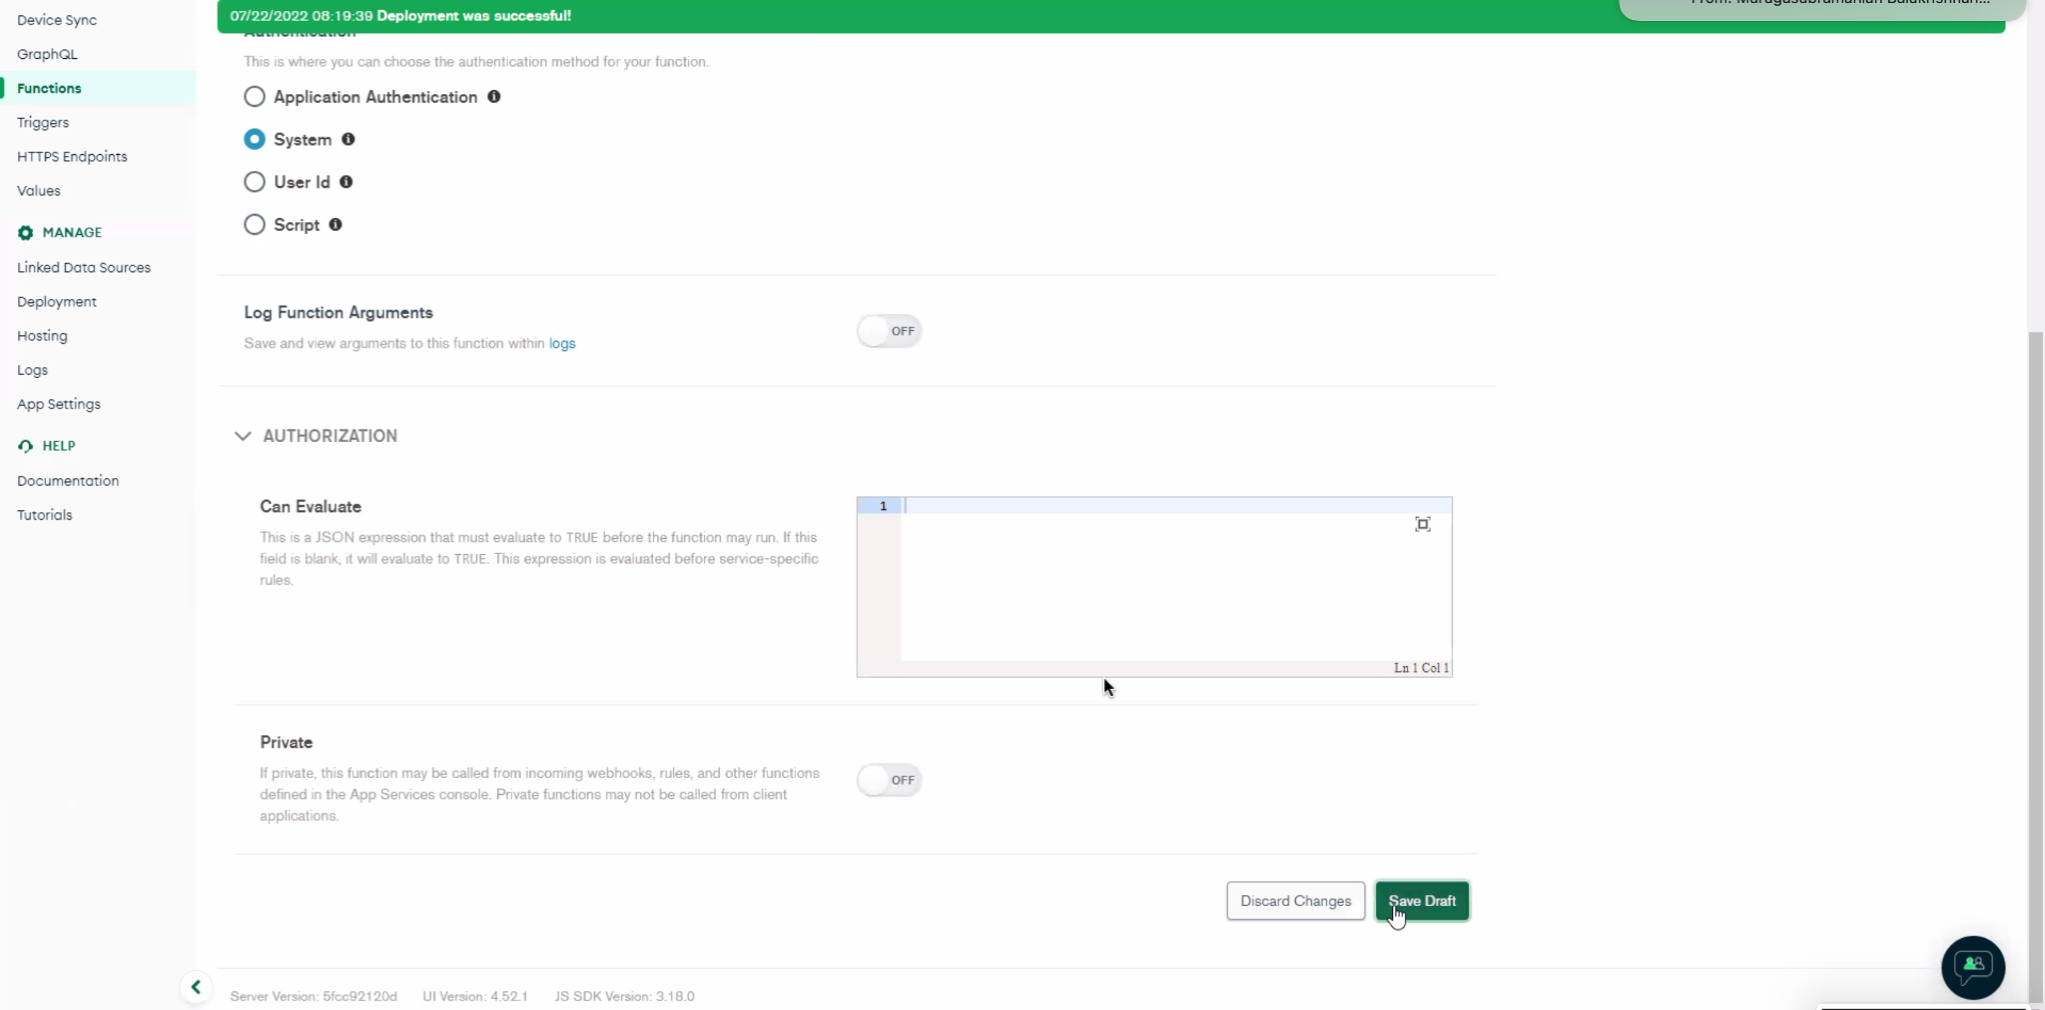 Device Sync
GraphQL
Functions
Triggers
HTTPS Endpoints
Values
MANAGE
Linked Data Sources
Deployment
Hosting
Logs
App Settings
HELP
Documentation
Tutorials
07/22/2022 08:19:39 Deployment was successful!
Authentication
This is where you can choose the authentication method for your function.
Application Authentication
System
User Id
Script
Log Function Arguments
Save and view arguments to this function within logs
OFF
AUTHORIZATION
Can Evaluate
This is a JSON expression that must evaluate to TRUE before the function may run. If this
field is blank, it will evaluate to TRUE. This expression is evaluated before service-specific
rules.
1
Ln 1 Col 1
Private
If private, this function may be called from incoming webhooks, rules, and other functions
defined in the App Services console. Private functions may not be called from client
applications.
OFF
Discard Changes
Save Draft
Server Version: 5fcc92120d UI Version: 4.52.1 JS SDK Version: 3.18.0